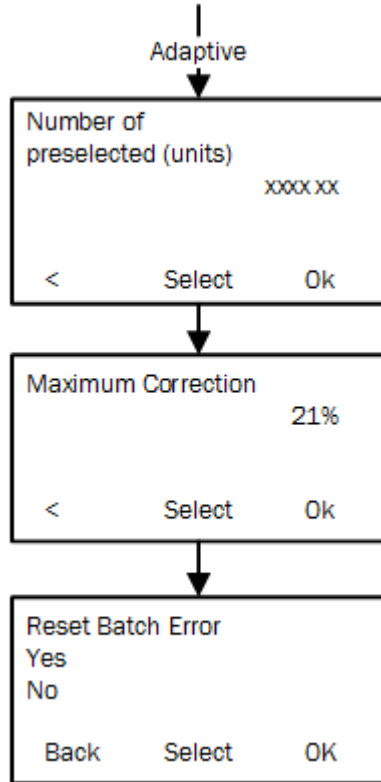 Adaptive
Number of
preselected (units)
xxxx xx
< Select Ok
Maximum Correction
21%
< Select Ok
Reset Batch Error
Yes
No
Back Select OK